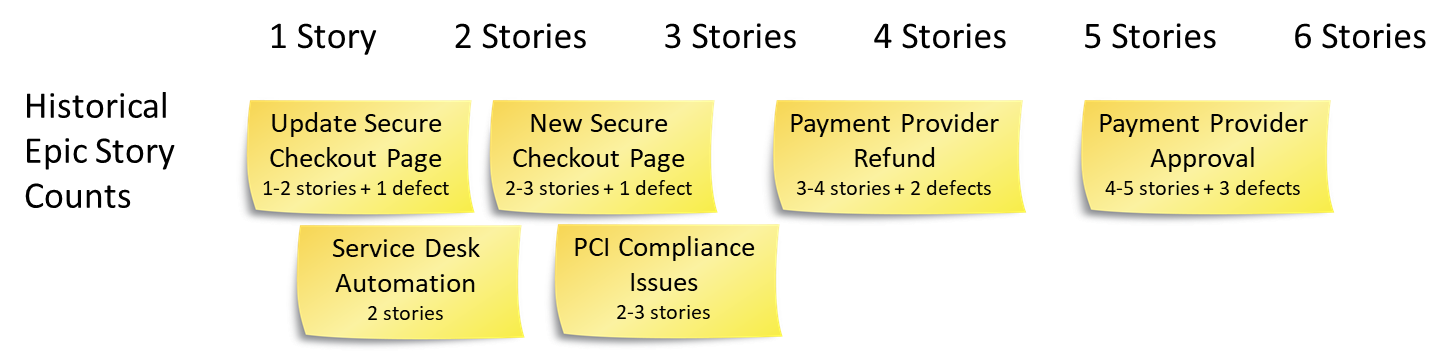 1 Story 2 Stories 3 Stories 4 Stories 5 Stories 6 Stories
Historical
Epic Story
Counts
Update Secure
Checkout Page
1-2 stories + 1 defect
New Secure
Checkout Page
2-3 stories + 1 defect
Payment Provider
Refund
3-4 stories + 2 defects
Payment Provider
Approval
4-5 stories + 3 defects
Service Desk
Automation
2 stories
PCI Compliance
Issues
2-3 stories